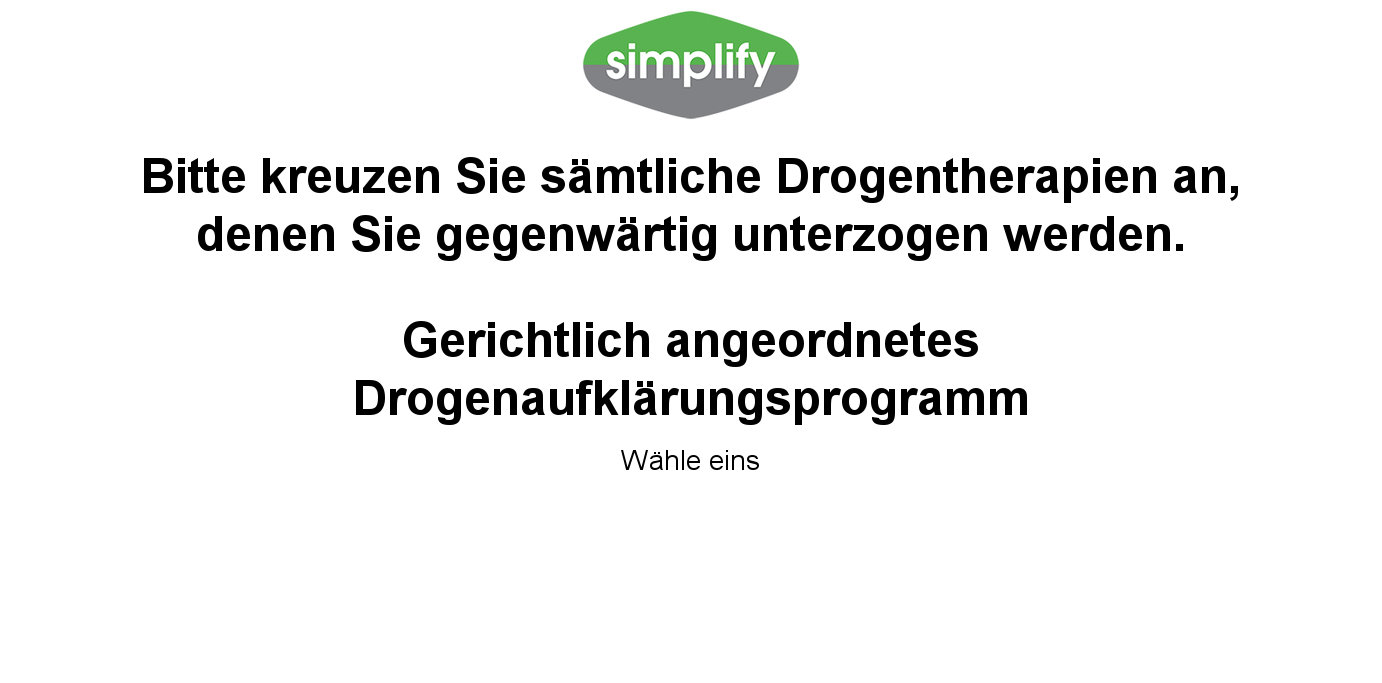 simplify
Bitte kreuzen Sie sämtliche Drogentherapien an,
denen Sie gegenwärtig unterzogen werden.
Gerichtlich angeordnetes
Drogenaufklärungsprogramm
Wähle eins